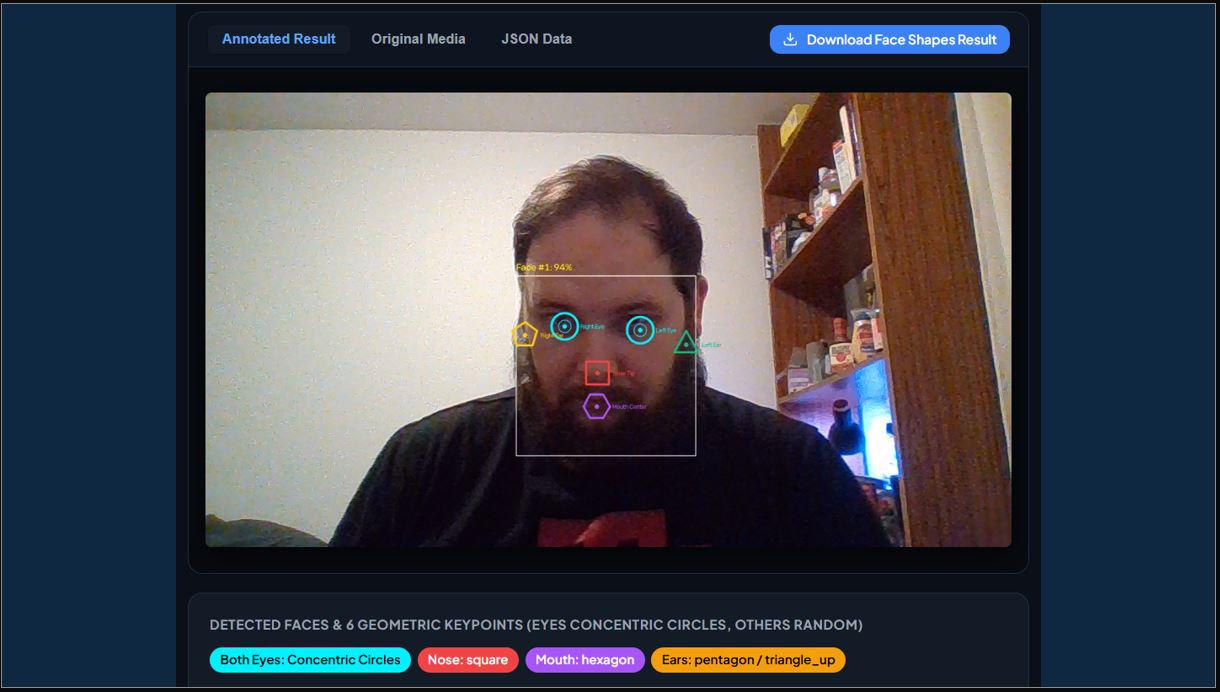 Annotated Result Original Media JSON Data Download Face Shapes Result
Face #1: 94%
Right Eye Left Eye
Right Ear Left Ear
Nose Tip
Mouth Center
DETECTED FACES & 6 GEOMETRIC KEYPOINTS (EYES CONCENTRIC CIRCLES, OTHERS RANDOM)
Both Eyes: Concentric Circles Nose: square Mouth: hexagon Ears: pentagon / triangle_up